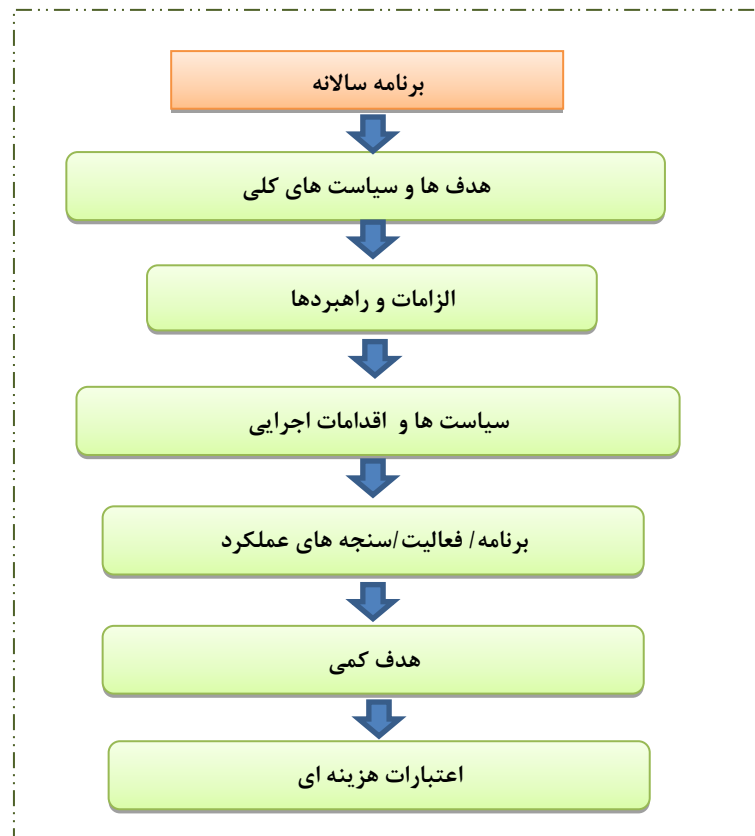 برنامه سالانه
هدف ها و سیاست های کلی
الزامات و راهبردها
سیاست ها و اقدامات اجرایی
برنامه/ فعالیت/سنجه های عملکرد
هدف کمی
اعتبارات هزینه ای